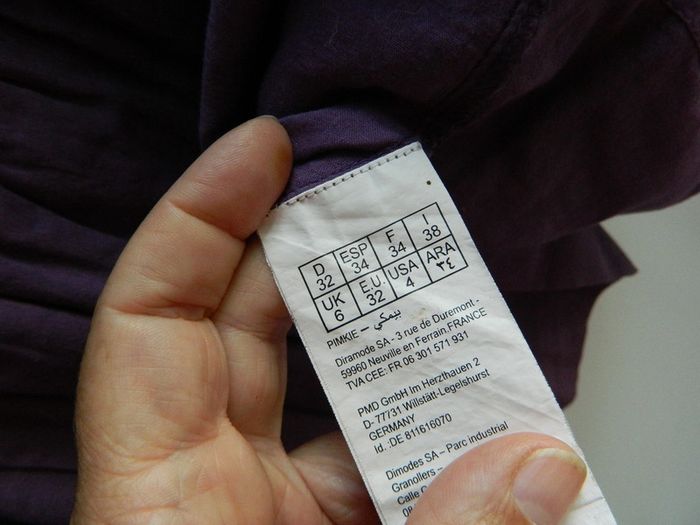 D ESP F I
32 34 34 38
UK E.U. USA ARA
6 32 4 ٣٤
PIMKIE – بيمكي
Diramode SA - 3 rue de Duremont -
59960 Neuville en Ferrain,FRANCE
TVA CEE: FR 06 301 571 931
PMD GmbH Im Herzthauen 2
D- 77731 Willstätt-Legelshurst
GERMANY
Id. :DE 811616070
Dimodes SA – Parc industrial
Granollers –
Calle
08